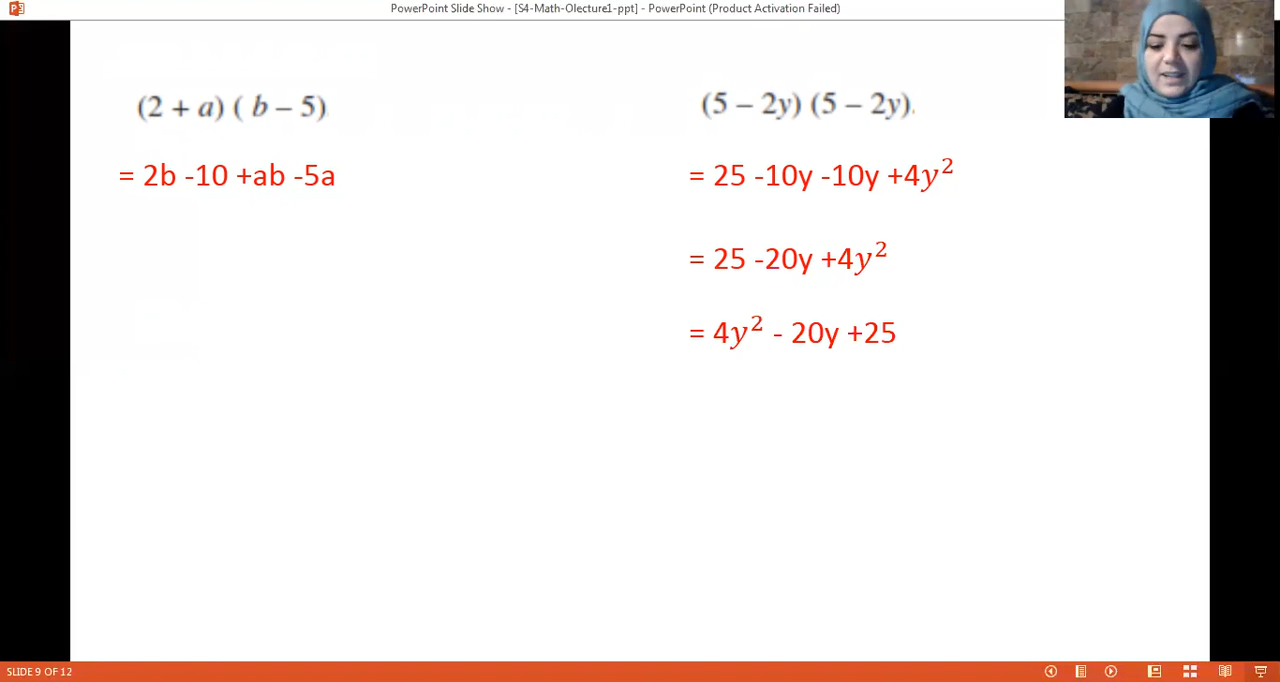 PowerPoint Slide Show - [S4-Math-Olecture1-ppt] - PowerPoint (Product Activation Failed)
(2 + a) ( b – 5)
= 2b -10 +ab -5a
(5 – 2y) (5 – 2y).
= 25 -10y -10y +4y²
= 25 -20y +4y²
= 4y² - 20y +25
SLIDE 9 OF 12